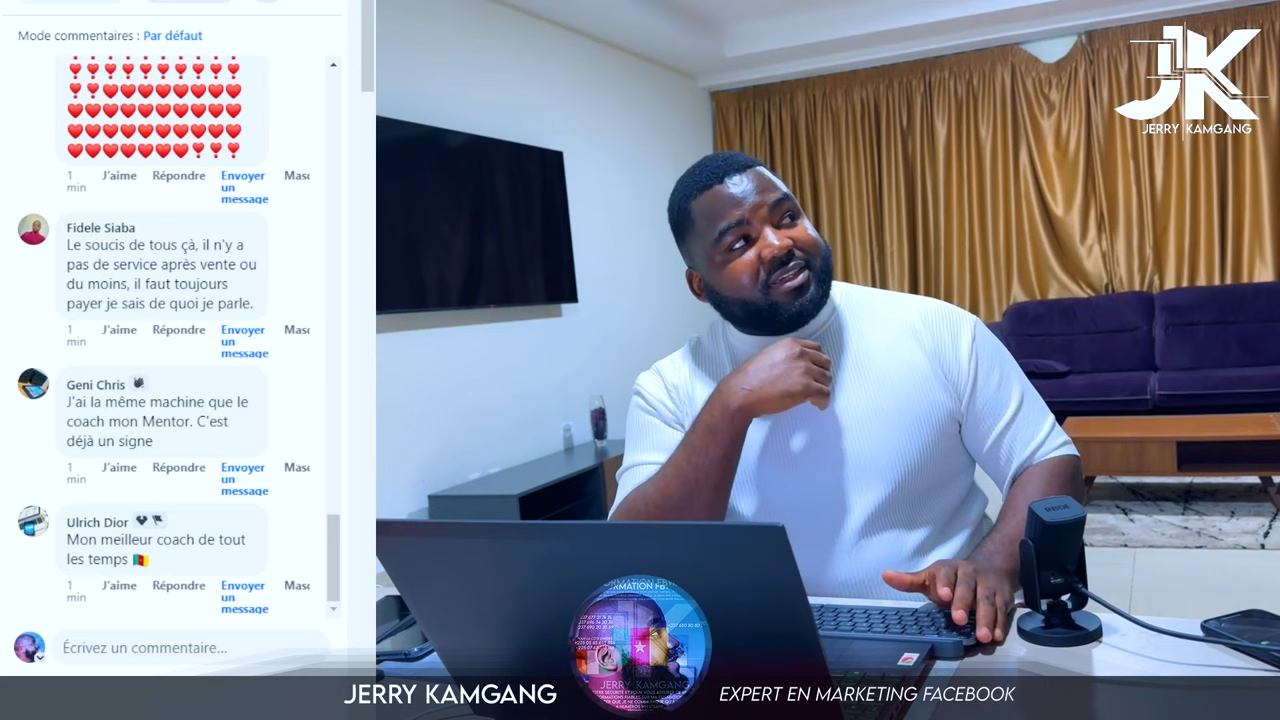 Mode commentaires : Par défaut
1 min J'aime Répondre Envoyer un message
Fidele Siaba
Le soucis de tous çà, il n'y a
pas de service après vente ou
du moins, il faut toujours
payer je sais de quoi je parle.
1 min J'aime Répondre Envoyer un message
Geni Chris
J'ai la même machine que le
coach mon Mentor. C'est
déjà un signe
1 min J'aime Répondre Envoyer un message
Ulrich Dior
Mon meilleur coach de tout
les temps
1 min J'aime Répondre Envoyer un message
Écrivez un commentaire...
JK
JERRY KAMGANG
JERRY KAMGANG
EXPERT EN MARKETING FACEBOOK